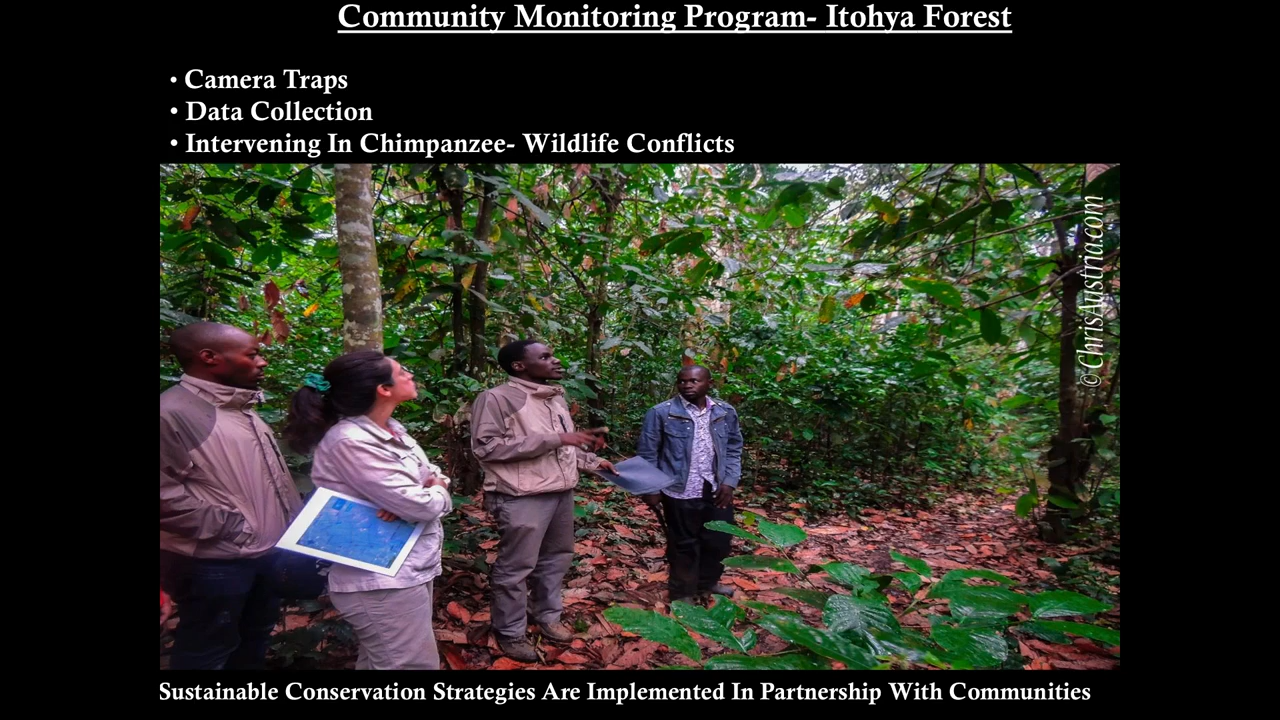 Community Monitoring Program- Itohya Forest
• Camera Traps
• Data Collection
• Intervening In Chimpanzee- Wildlife Conflicts
© ChrisAustria.com
Sustainable Conservation Strategies Are Implemented In Partnership With Communities